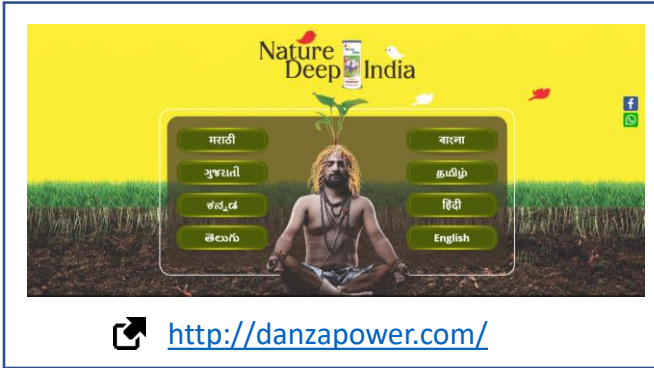 Nature
Deep India
मराठी
ગુજરાતી
ಕನ್ನಡ
తెలుగు
বাংলা
தமிழ்
हिंदी
English
http://danzapower.com/